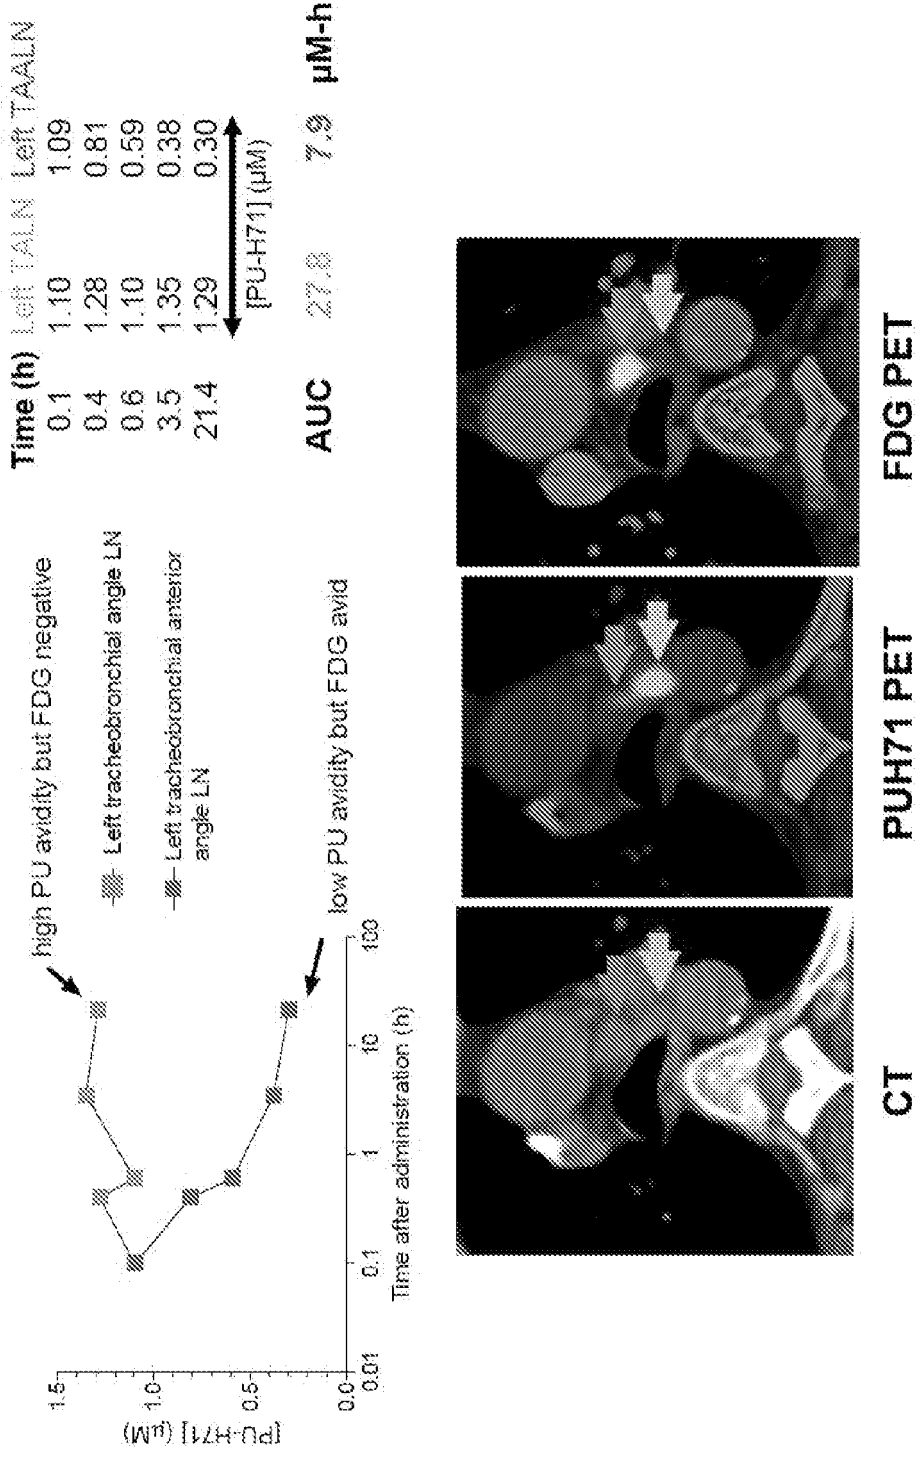 high PU avidity but FDG negative
Left tracheobronchial angle LN
Left tracheobronchial anterior
angle LN
low PU avidity but FDG avid
[PU-H71] (µM)
1.5
1.0
0.5
0.0
0.01
0.1
1
10
100
Time after administration (h)
Time (h) Left TALN Left TAALN
0.1 1.10 1.09
0.4 1.28 0.81
0.6 1.10 0.59
3.5 1.35 0.38
21.4 1.29 0.30
[PU-H71] (µM)
AUC 27.8 7.9 µM-h
CT
PUH71 PET
FDG PET